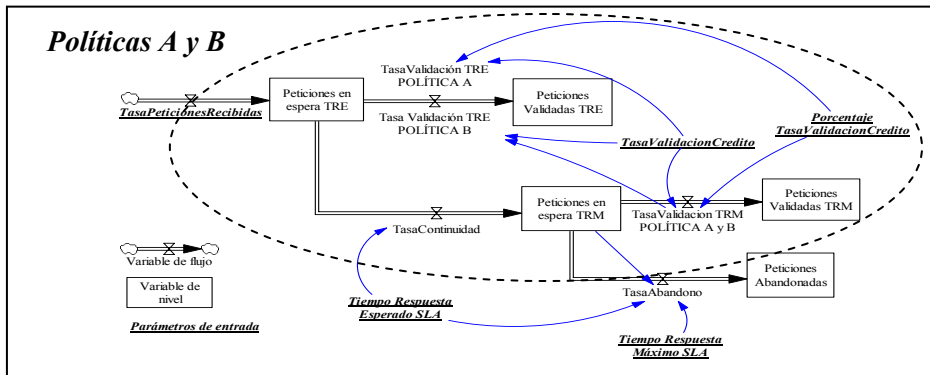 Políticas A y B
TasaValidación TRE
POLÍTICA A
Peticiones en
espera TRE
Peticiones
Validadas TRE
TasaPeticionesRecibidas
Tasa Validación TRE
POLÍTICA B
Porcentaje
TasaValidacionCredito
TasaValidacionCredito
Peticiones en
espera TRM
Peticiones
Validadas TRM
TasaValidacion TRM
POLÍTICA A y B
TasaContinuidad
Variable de flujo
Peticiones
Abandonadas
Variable de
nivel
TasaAbandono
Tiempo Respuesta
Esperado SLA
Parámetros de entrada
Tiempo Respuesta
Máximo SLA